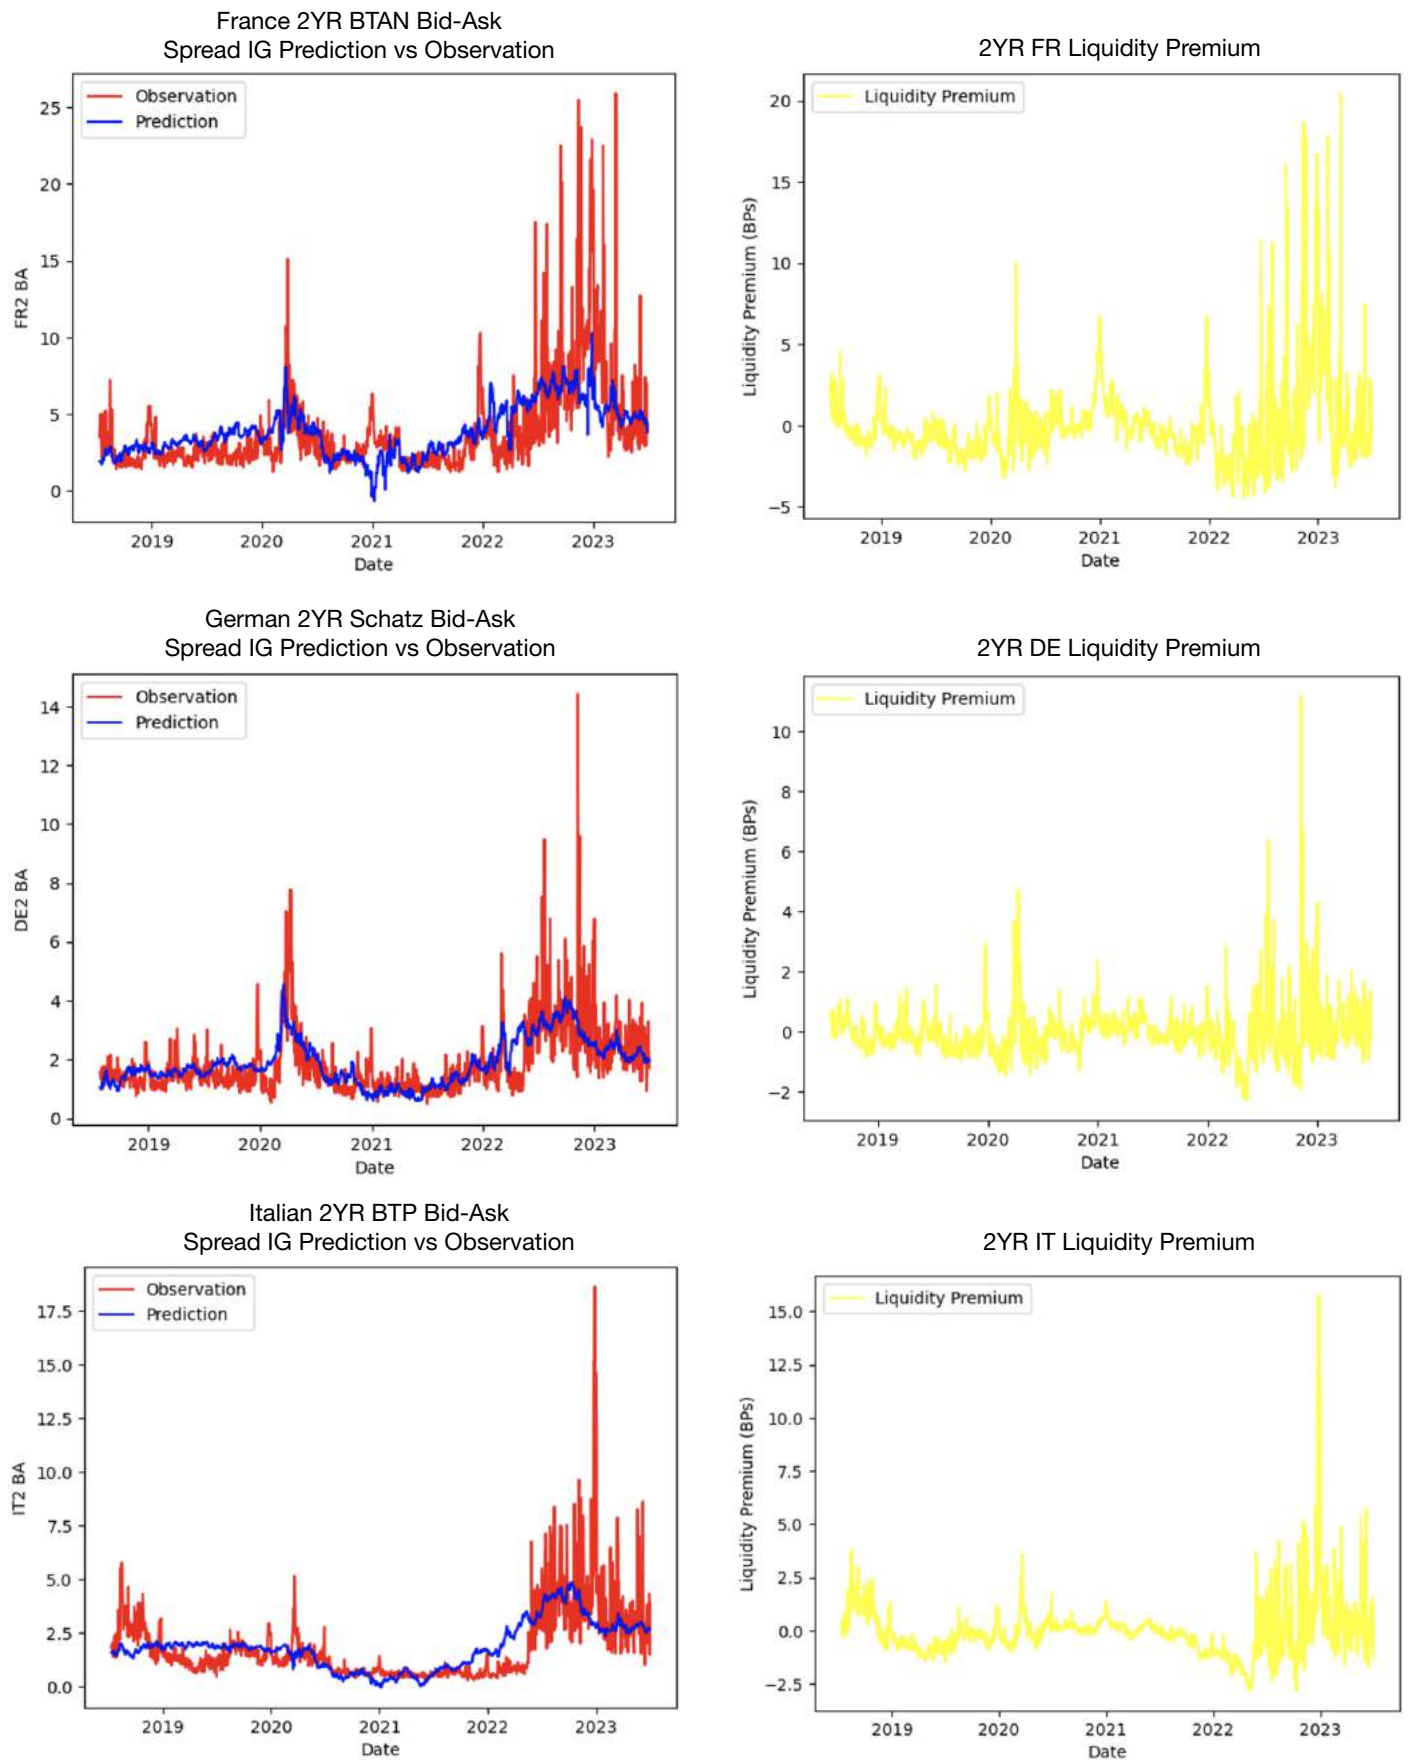 France 2YR BTAN Bid-Ask
Spread IG Prediction vs Observation
Observation
Prediction
25
20
15
10
5
0
FR2 BA
2019 2020 2021 2022 2023
Date
2YR FR Liquidity Premium
Liquidity Premium
20
15
10
5
0
−5
Liquidity Premium (BPs)
2019 2020 2021 2022 2023
Date
German 2YR Schatz Bid-Ask
Spread IG Prediction vs Observation
Observation
Prediction
14
12
10
8
6
4
2
0
DE2 BA
2019 2020 2021 2022 2023
Date
2YR DE Liquidity Premium
Liquidity Premium
10
8
6
4
2
0
−2
Liquidity Premium (BPs)
2019 2020 2021 2022 2023
Date
Italian 2YR BTP Bid-Ask
Spread IG Prediction vs Observation
Observation
Prediction
17.5
15.0
12.5
10.0
7.5
5.0
2.5
0.0
IT2 BA
2019 2020 2021 2022 2023
Date
2YR IT Liquidity Premium
Liquidity Premium
15.0
12.5
10.0
7.5
5.0
2.5
0.0
−2.5
Liquidity Premium (BPs)
2019 2020 2021 2022 2023
Date